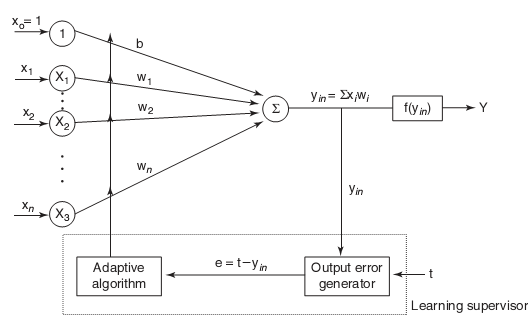 x₀= 1
1
b
x₁
X₁
w₁
x₂
X₂
w₂
Σ
yᵢₙ = Σxᵢwᵢ
f(yᵢₙ)
Y
wₙ
yᵢₙ
xₙ
X₃
Adaptive
algorithm
e = t–yᵢₙ
Output error
generator
t
Learning supervisor